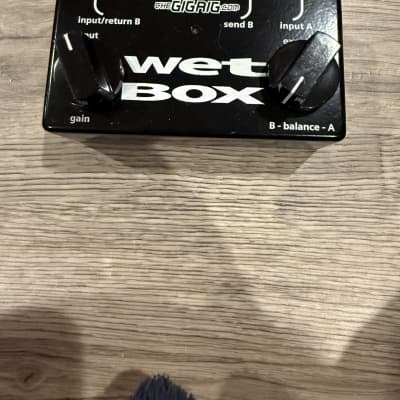 input/return B
THEGIGRIG.COM
send B
input A
wet
BOX
gain
B - balance - A